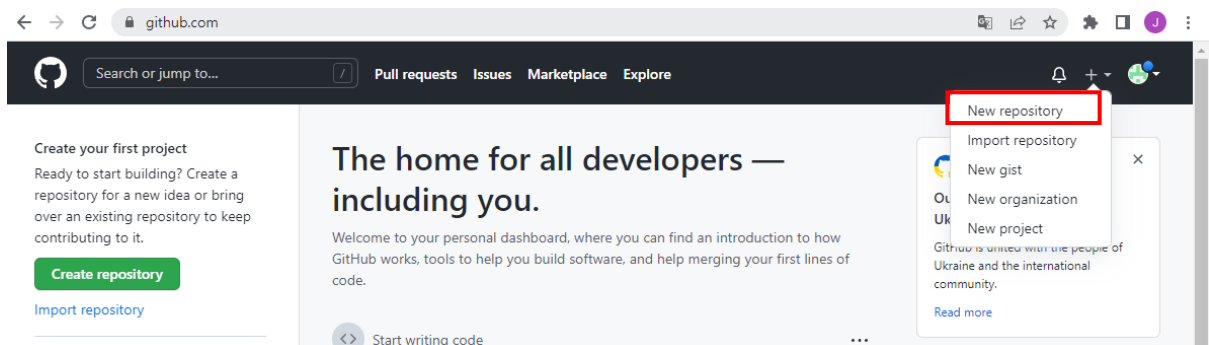 github.com
J
Search or jump to...
/
Pull requests Issues Marketplace Explore
New repository
Import repository
New gist
New organization
New project
Create your first project
Ready to start building? Create a
repository for a new idea or bring
over an existing repository to keep
contributing to it.
Create repository
Import repository
The home for all developers —
including you.
Welcome to your personal dashboard, where you can find an introduction to how
GitHub works, tools to help you build software, and help merging your first lines of
code.
Start writing code
GitHub is united with the people of
Ukraine and the international
community.
Read more